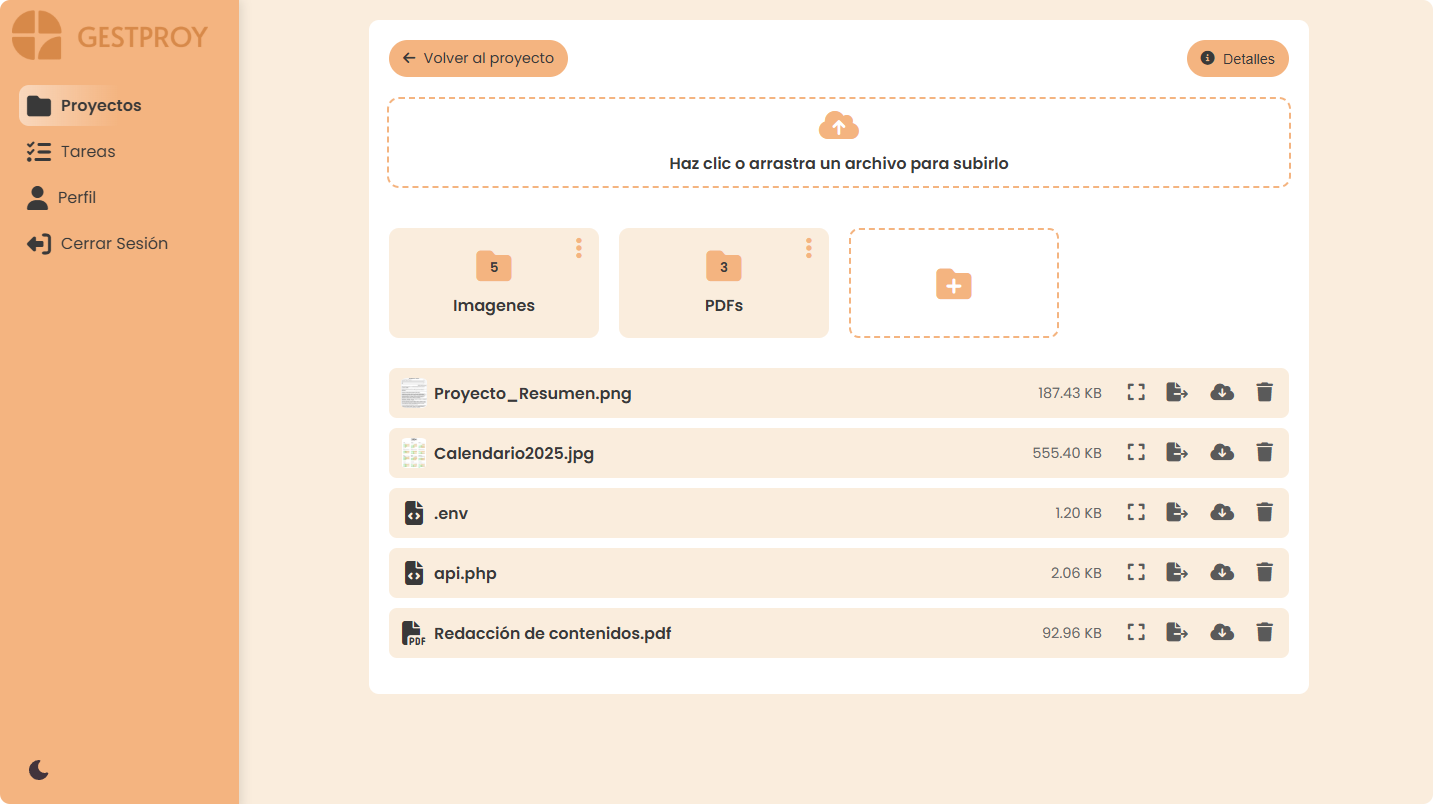 GESTPROY
Proyectos
Tareas
Perfil
Cerrar Sesión
Volver al proyecto
Detalles
Haz clic o arrastra un archivo para subirlo
5
Imagenes
3
PDFs
Proyecto_Resumen.png 187.43 KB
Calendario2025.jpg 555.40 KB
.env 1.20 KB
api.php 2.06 KB
PDF Redacción de contenidos.pdf 92.96 KB